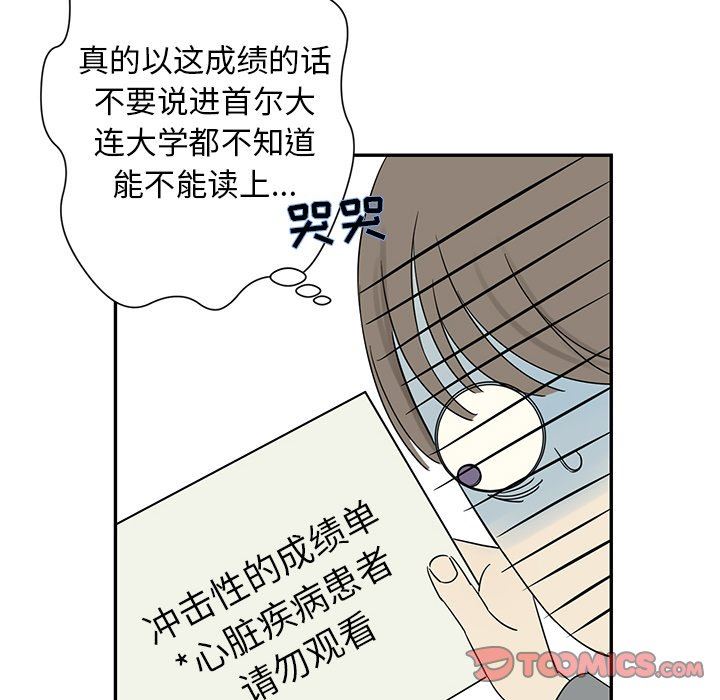 真的以这成绩的话
不要说进首尔大
连大学都不知道
能不能读上...
哭哭
冲击性的成绩单
*心脏疾病患者
请勿观看
TOOMICS.COM